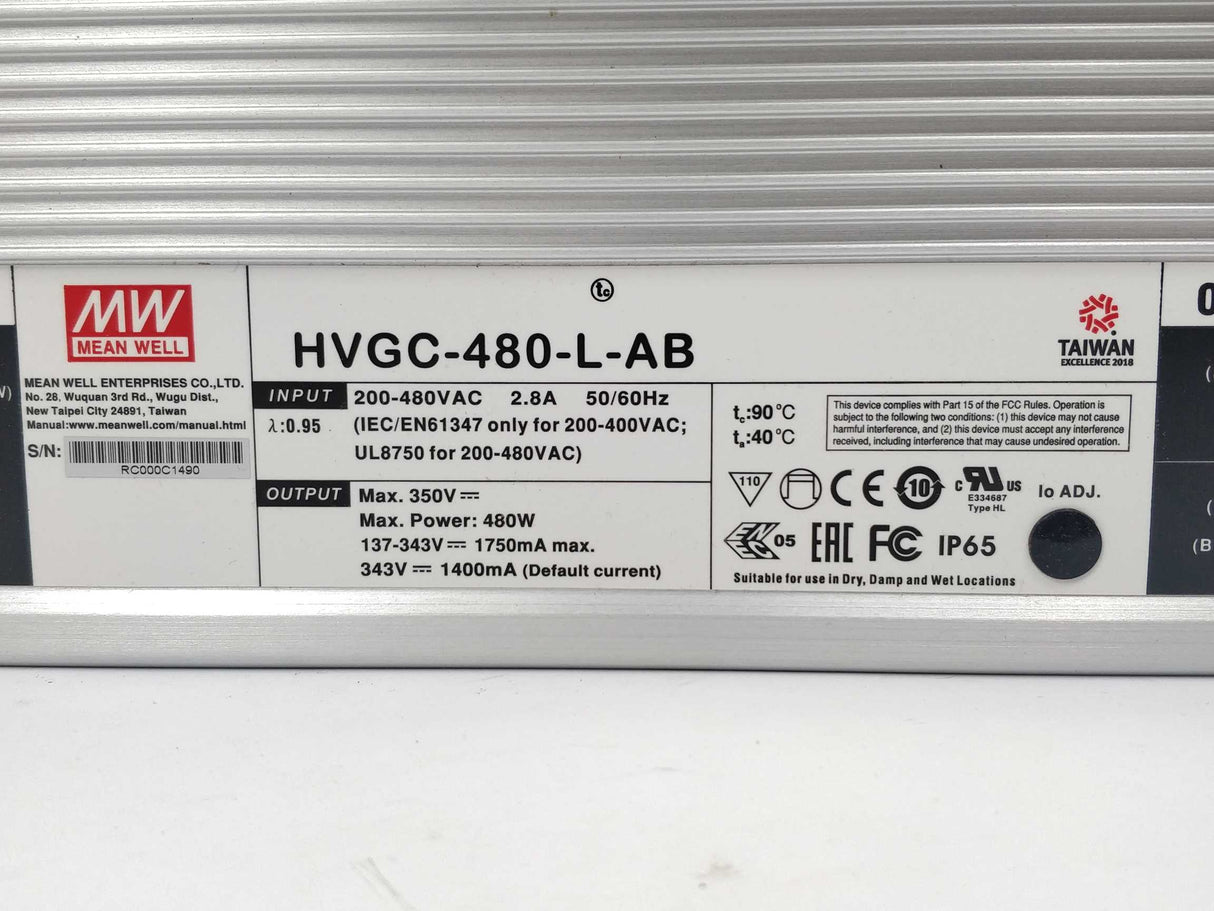 W)
MW
MEAN WELL
MEAN WELL ENTERPRISES CO.,LTD.
No. 28, Wuquan 3rd Rd., Wugu Dist.,
New Taipei City 24891, Taiwan
Manual:www.meanwell.com/manual.html
S/N:
RC000C1490
tc
HVGC-480-L-AB
TAIWAN
EXCELLENCE 2018
INPUT 200-480VAC 2.8A 50/60Hz
λ:0.95 (IEC/EN61347 only for 200-400VAC;
UL8750 for 200-480VAC)
OUTPUT Max. 350V⎓
Max. Power: 480W
137-343V⎓ 1750mA max.
343V⎓ 1400mA (Default current)
tc:90°C
ta:40°C
This device complies with Part 15 of the FCC Rules. Operation is
subject to the following two conditions: (1) this device may not cause
harmful interference, and (2) this device must accept any interference
received, including interference that may cause undesired operation.
110 CE 10 c RU US
E334687
Type HL
Io ADJ.
ENEC 05 EAC FC IP65
Suitable for use in Dry, Damp and Wet Locations
(B